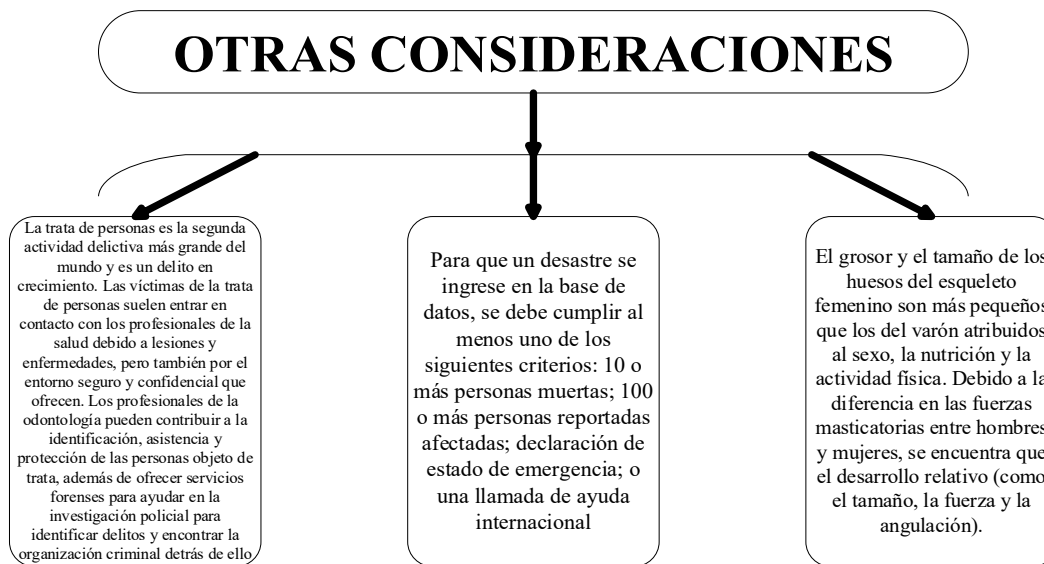 OTRAS CONSIDERACIONES
La trata de personas es la segunda
actividad delictiva más grande del
mundo y es un delito en
crecimiento. Las víctimas de la trata
de personas suelen entrar en
contacto con los profesionales de la
salud debido a lesiones y
enfermedades, pero también por el
entorno seguro y confidencial que
ofrecen. Los profesionales de la
odontología pueden contribuir a la
identificación, asistencia y
protección de las personas objeto de
trata, además de ofrecer servicios
forenses para ayudar en la
investigación policial para
identificar delitos y encontrar la
organización criminal detrás de ello
Para que un desastre se
ingrese en la base de
datos, se debe cumplir al
menos uno de los
siguientes criterios: 10 o
más personas muertas; 100
o más personas reportadas
afectadas; declaración de
estado de emergencia; o
una llamada de ayuda
internacional
El grosor y el tamaño de los
huesos del esqueleto
femenino son más pequeños
que los del varón atribuidos
al sexo, la nutrición y la
actividad física. Debido a la
diferencia en las fuerzas
masticatorias entre hombres
y mujeres, se encuentra que
el desarrollo relativo (como
el tamaño, la fuerza y la
angulación).